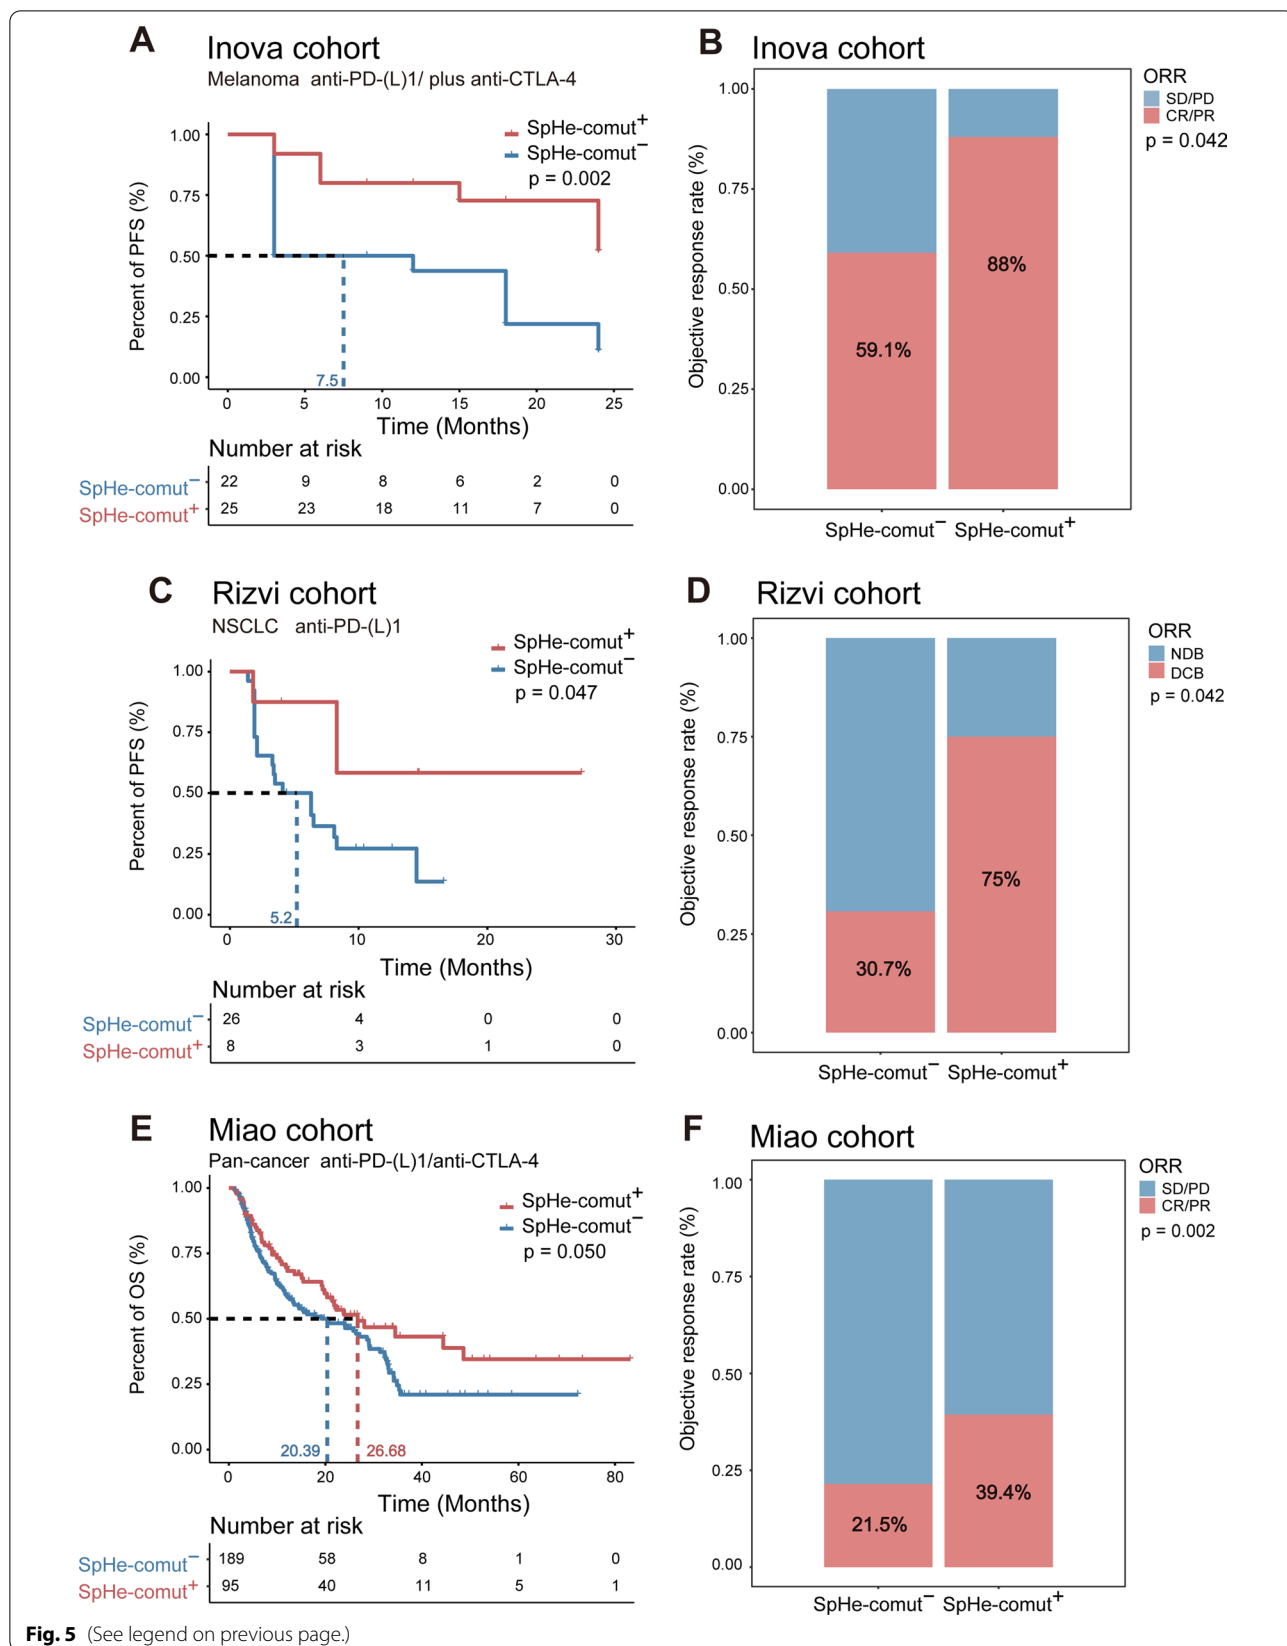 A Inova cohort
Melanoma anti-PD-(L)1/ plus anti-CTLA-4
SpHe-comut+
SpHe-comut−
p = 0.002
Percent of PFS (%)
1.00
0.75
0.50
0.25
0.00
7.5
0 5 10 15 20 25
Time (Months)
Number at risk
SpHe-comut− 22 9 8 6 2 0
SpHe-comut+ 25 23 18 11 7 0
B Inova cohort
ORR
SD/PD
CR/PR
p = 0.042
Objective response rate (%)
1.00
0.75
0.50
0.25
0.00
59.1%
88%
SpHe-comut− SpHe-comut+
C Rizvi cohort
NSCLC anti-PD-(L)1
SpHe-comut+
SpHe-comut−
p = 0.047
Percent of PFS (%)
1.00
0.75
0.50
0.25
0.00
5.2
0 10 20 30
Time (Months)
Number at risk
SpHe-comut− 26 4 0 0
SpHe-comut+ 8 3 1 0
D Rizvi cohort
ORR
NDB
DCB
p = 0.042
Objective response rate (%)
1.00
0.75
0.50
0.25
0.00
30.7%
75%
SpHe-comut− SpHe-comut+
E Miao cohort
Pan-cancer anti-PD-(L)1/anti-CTLA-4
SpHe-comut+
SpHe-comut−
p = 0.050
Percent of OS (%)
1.00
0.75
0.50
0.25
0.00
20.39 26.68
0 20 40 60 80
Time (Months)
Number at risk
SpHe-comut− 189 58 8 1 0
SpHe-comut+ 95 40 11 5 1
F Miao cohort
ORR
SD/PD
CR/PR
p = 0.002
Objective response rate (%)
1.00
0.75
0.50
0.25
0.00
21.5%
39.4%
SpHe-comut− SpHe-comut+
Fig. 5 (See legend on previous page.)